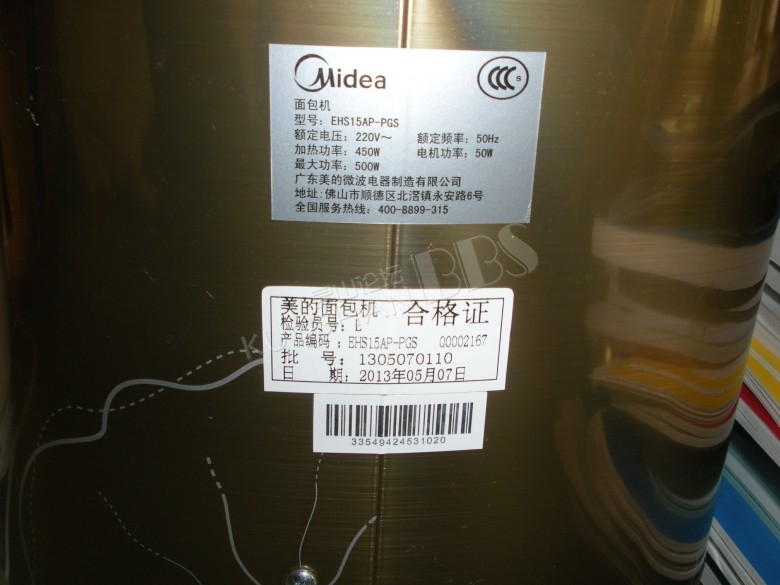 Midea
CCC S
面包机
型号: EHS15AP-PGS
额定电压: 220V～ 额定频率: 50Hz
加热功率: 450W 电机功率: 50W
最大功率: 500W
广东美的微波电器制造有限公司
地址:佛山市顺德区北滘镇永安路6号
全国服务热线: 400-8899-315
美的面包机 合格证
检验员号:
产品编码: EHS15AP-PGS 00002167
批 号: 1305070110
日 期: 2013年05月07日
33549424531020
BBS